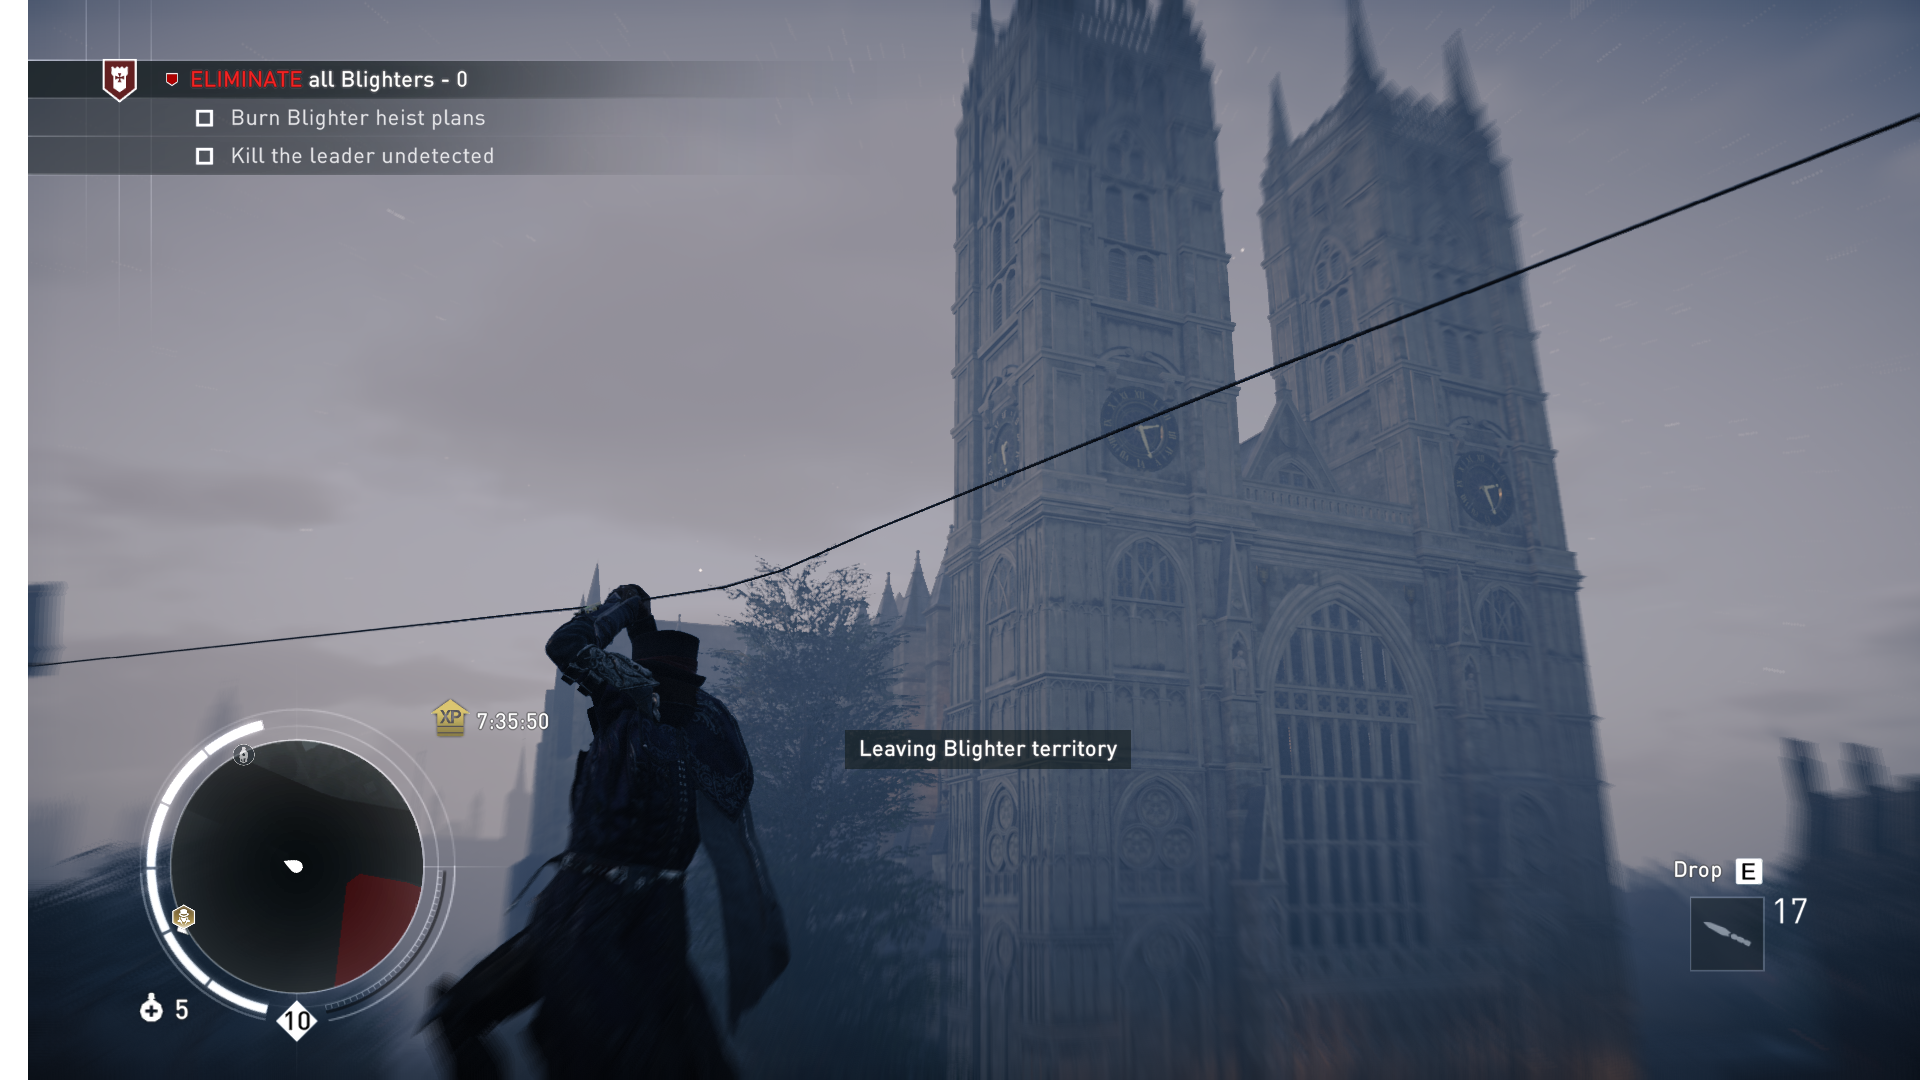 ELIMINATE all Blighters - 0
Burn Blighter heist plans
Kill the leader undetected
XP 7:35:50
Leaving Blighter territory
Drop E
17
5
10